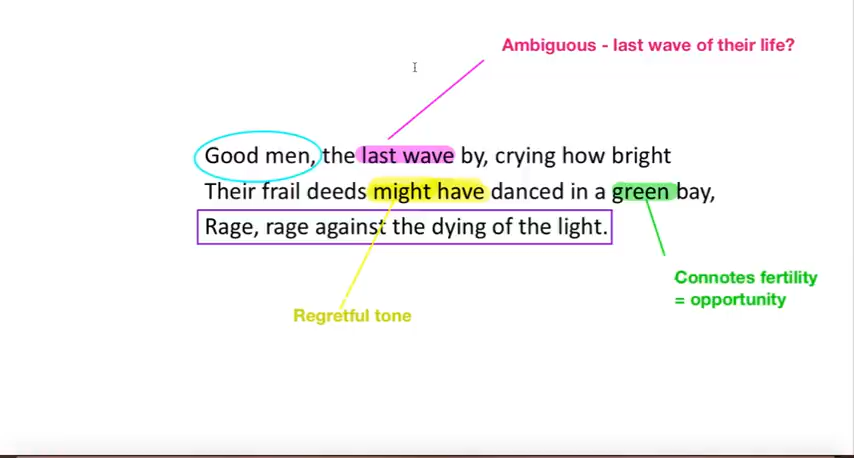 Ambiguous - last wave of their life?
Good men, the last wave by, crying how bright
Their frail deeds might have danced in a green bay,
Rage, rage against the dying of the light.
Connotes fertility
= opportunity
Regretful tone